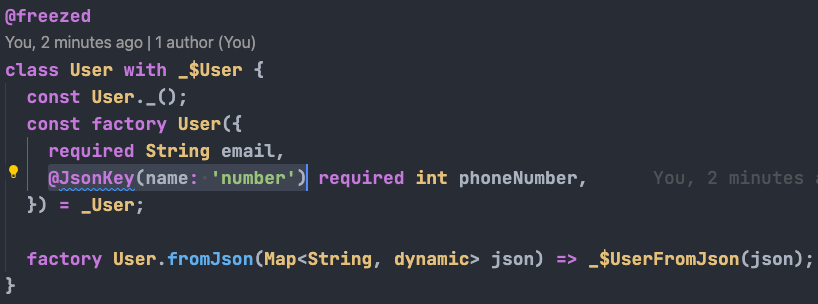 @freezed
You, 2 minutes ago | 1 author (You)
class User with _$User {
  const User._();
  const factory User({
    required String email,
    @JsonKey(name: 'number') required int phoneNumber,      You, 2 minutes
  }) = _User;

  factory User.fromJson(Map<String, dynamic> json) => _$UserFromJson(json);
}